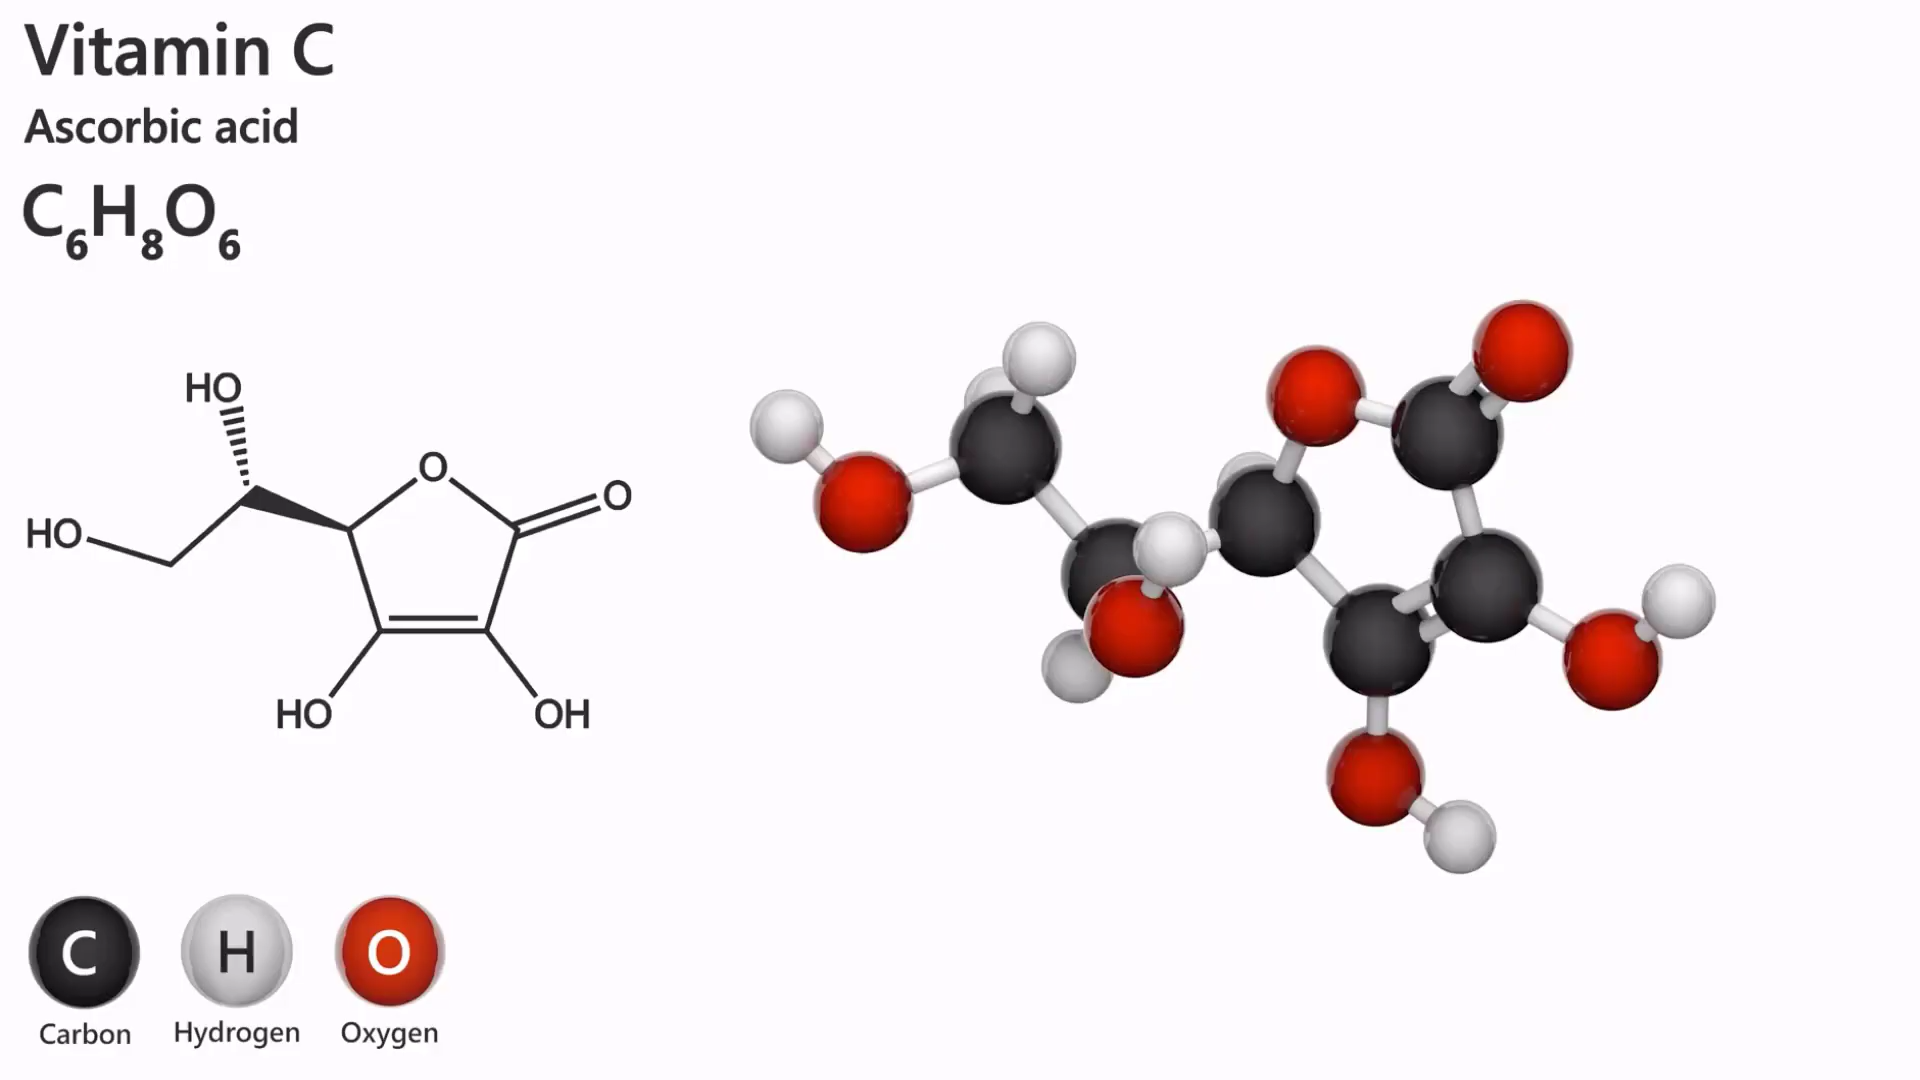 Vitamin C
Ascorbic acid
C₆H₈O₆
HO
O
O
HO
HO
OH
C
H
O
Carbon
Hydrogen
Oxygen